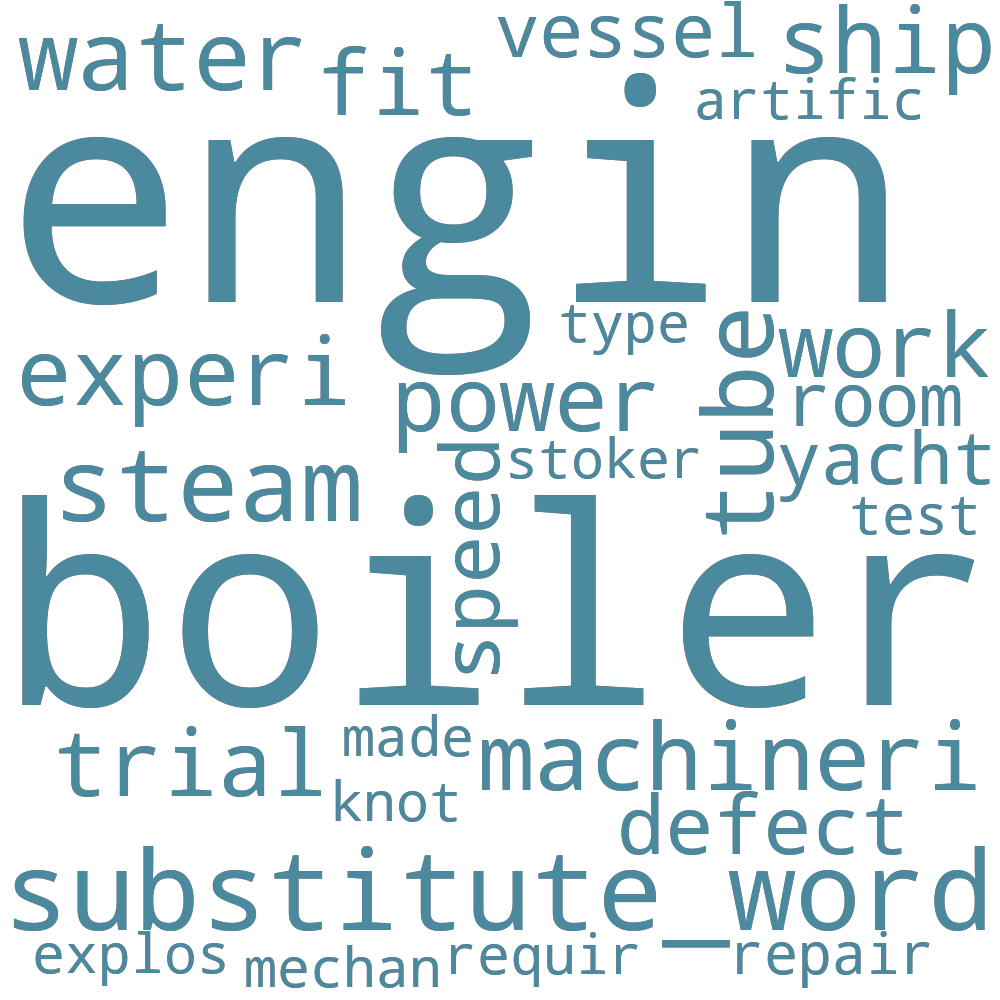 water
fit
vessel
ship
artific
engin
type
tube
work
experi
power
room
steam
speed
stoker
yacht
test
boiler
trial
made
machineri
knot
defect
substitute_word
explos
mechan
requir
repair